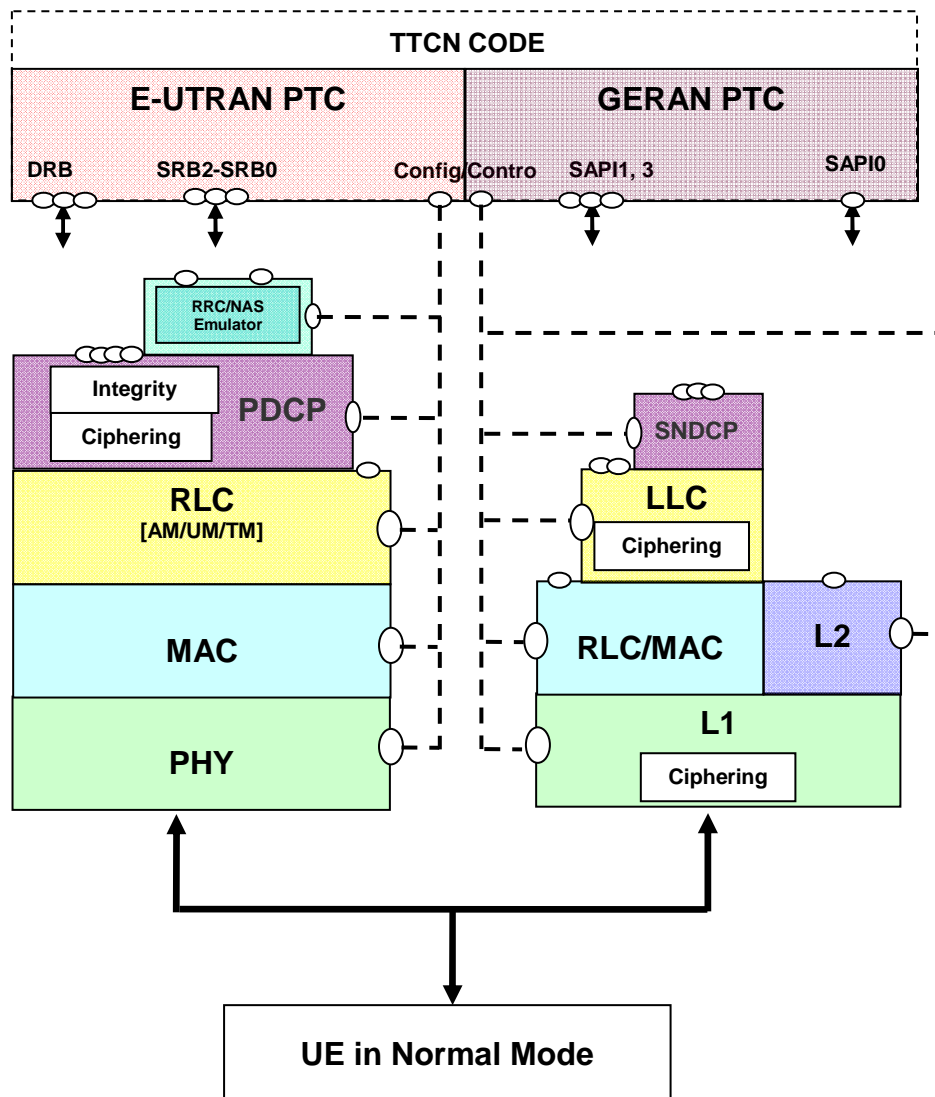 TTCN CODE
E-UTRAN PTC
GERAN PTC
DRB
SRB2-SRB0
Config/Contro
SAPI1, 3
SAPI0
RRC/NAS
Emulator
Integrity
PDCP
Ciphering
SNDCP
RLC
[AM/UM/TM]
LLC
Ciphering
MAC
RLC/MAC
L2
PHY
L1
Ciphering
UE in Normal Mode